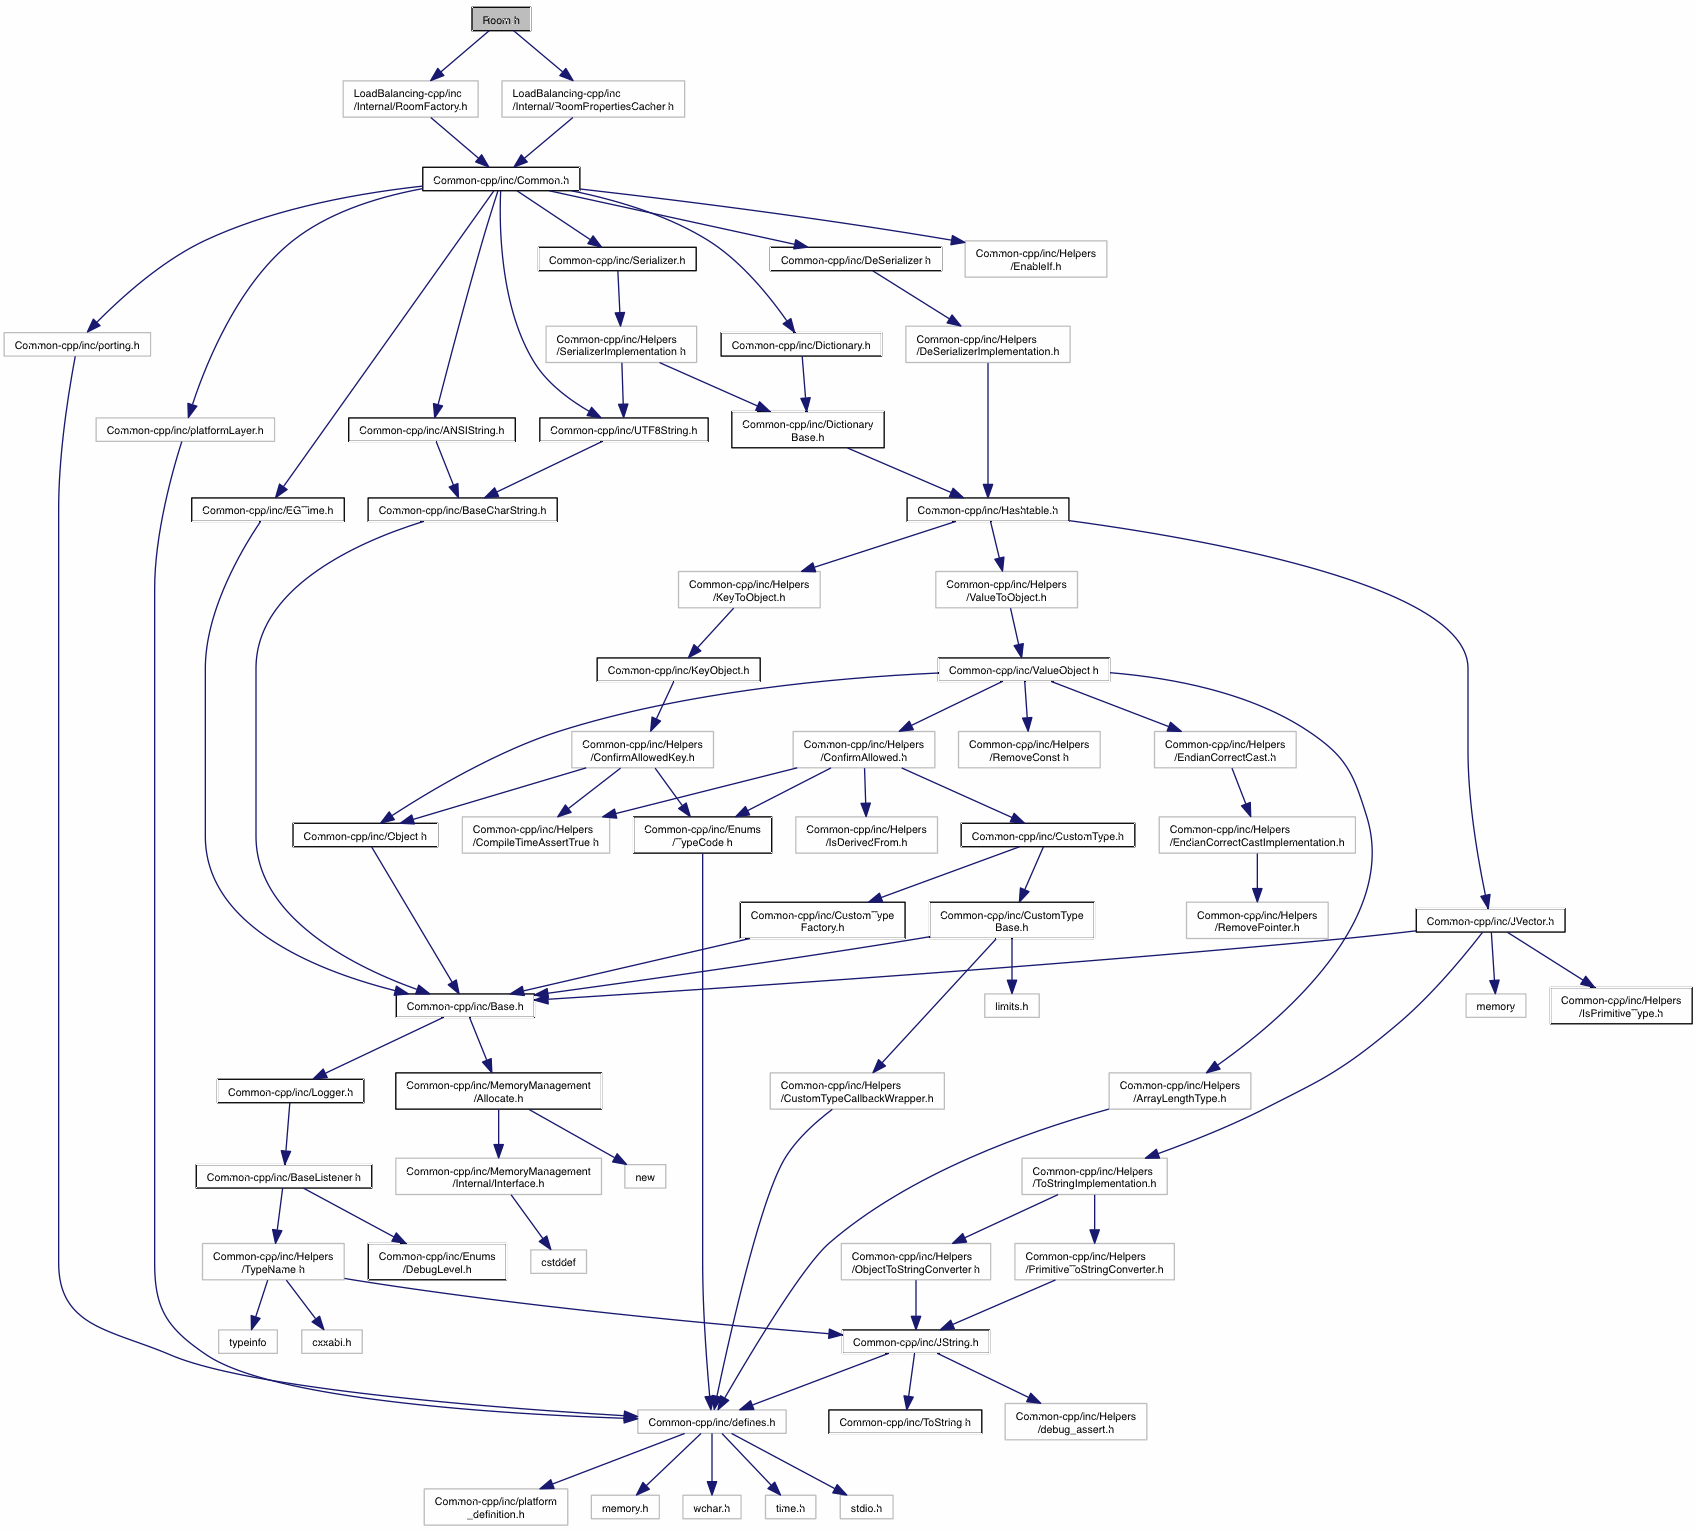 Room.h
LoadBalancing-cpp/inc
/Internal/RoomFactory.h
LoadBalancing-cpp/inc
/Internal/RoomPropertiesCacher.h
Common-cpp/inc/Common.h
Common-cpp/inc/Serializer.h
Common-cpp/inc/DeSerializer.h
Common-cpp/inc/Helpers
/EnableIf.h
Common-cpp/inc/porting.h
Common-cpp/inc/Helpers
/SerializerImplementation.h
Common-cpp/inc/Dictionary.h
Common-cpp/inc/Helpers
/DeSerializerImplementation.h
Common-cpp/inc/platformLayer.h
Common-cpp/inc/ANSIString.h
Common-cpp/inc/UTF8String.h
Common-cpp/inc/Dictionary
Base.h
Common-cpp/inc/EGTime.h
Common-cpp/inc/BaseCharString.h
Common-cpp/inc/Hashtable.h
Common-cpp/inc/Helpers
/KeyToObject.h
Common-cpp/inc/Helpers
/ValueToObject.h
Common-cpp/inc/KeyObject.h
Common-cpp/inc/ValueObject.h
Common-cpp/inc/Helpers
/ConfirmAllowedKey.h
Common-cpp/inc/Helpers
/ConfirmAllowed.h
Common-cpp/inc/Helpers
/RemoveConst.h
Common-cpp/inc/Helpers
/EndianCorrectCast.h
Common-cpp/inc/Object.h
Common-cpp/inc/Helpers
/CompileTimeAssertTrue.h
Common-cpp/inc/Enums
/TypeCode.h
Common-cpp/inc/Helpers
/IsDerivedFrom.h
Common-cpp/inc/CustomType.h
Common-cpp/inc/Helpers
/EndianCorrectCastImplementation.h
Common-cpp/inc/CustomType
Factory.h
Common-cpp/inc/CustomType
Base.h
Common-cpp/inc/Helpers
/RemovePointer.h
Common-cpp/inc/JVector.h
Common-cpp/inc/Base.h
limits.h
memory
Common-cpp/inc/Helpers
/IsPrimitiveType.h
Common-cpp/inc/Logger.h
Common-cpp/inc/MemoryManagement
/Allocate.h
Common-cpp/inc/Helpers
/CustomTypeCallbackWrapper.h
Common-cpp/inc/Helpers
/ArrayLengthType.h
Common-cpp/inc/BaseListener.h
Common-cpp/inc/MemoryManagement
/Internal/Interface.h
new
Common-cpp/inc/Helpers
/ToStringImplementation.h
Common-cpp/inc/Helpers
/TypeName.h
Common-cpp/inc/Enums
/DebugLevel.h
cstddef
Common-cpp/inc/Helpers
/ObjectToStringConverter.h
Common-cpp/inc/Helpers
/PrimitiveToStringConverter.h
typeinfo
cxxabi.h
Common-cpp/inc/JString.h
Common-cpp/inc/defines.h
Common-cpp/inc/ToString.h
Common-cpp/inc/Helpers
/debug_assert.h
Common-cpp/inc/platform
_definition.h
memory.h
wchar.h
time.h
stdio.h